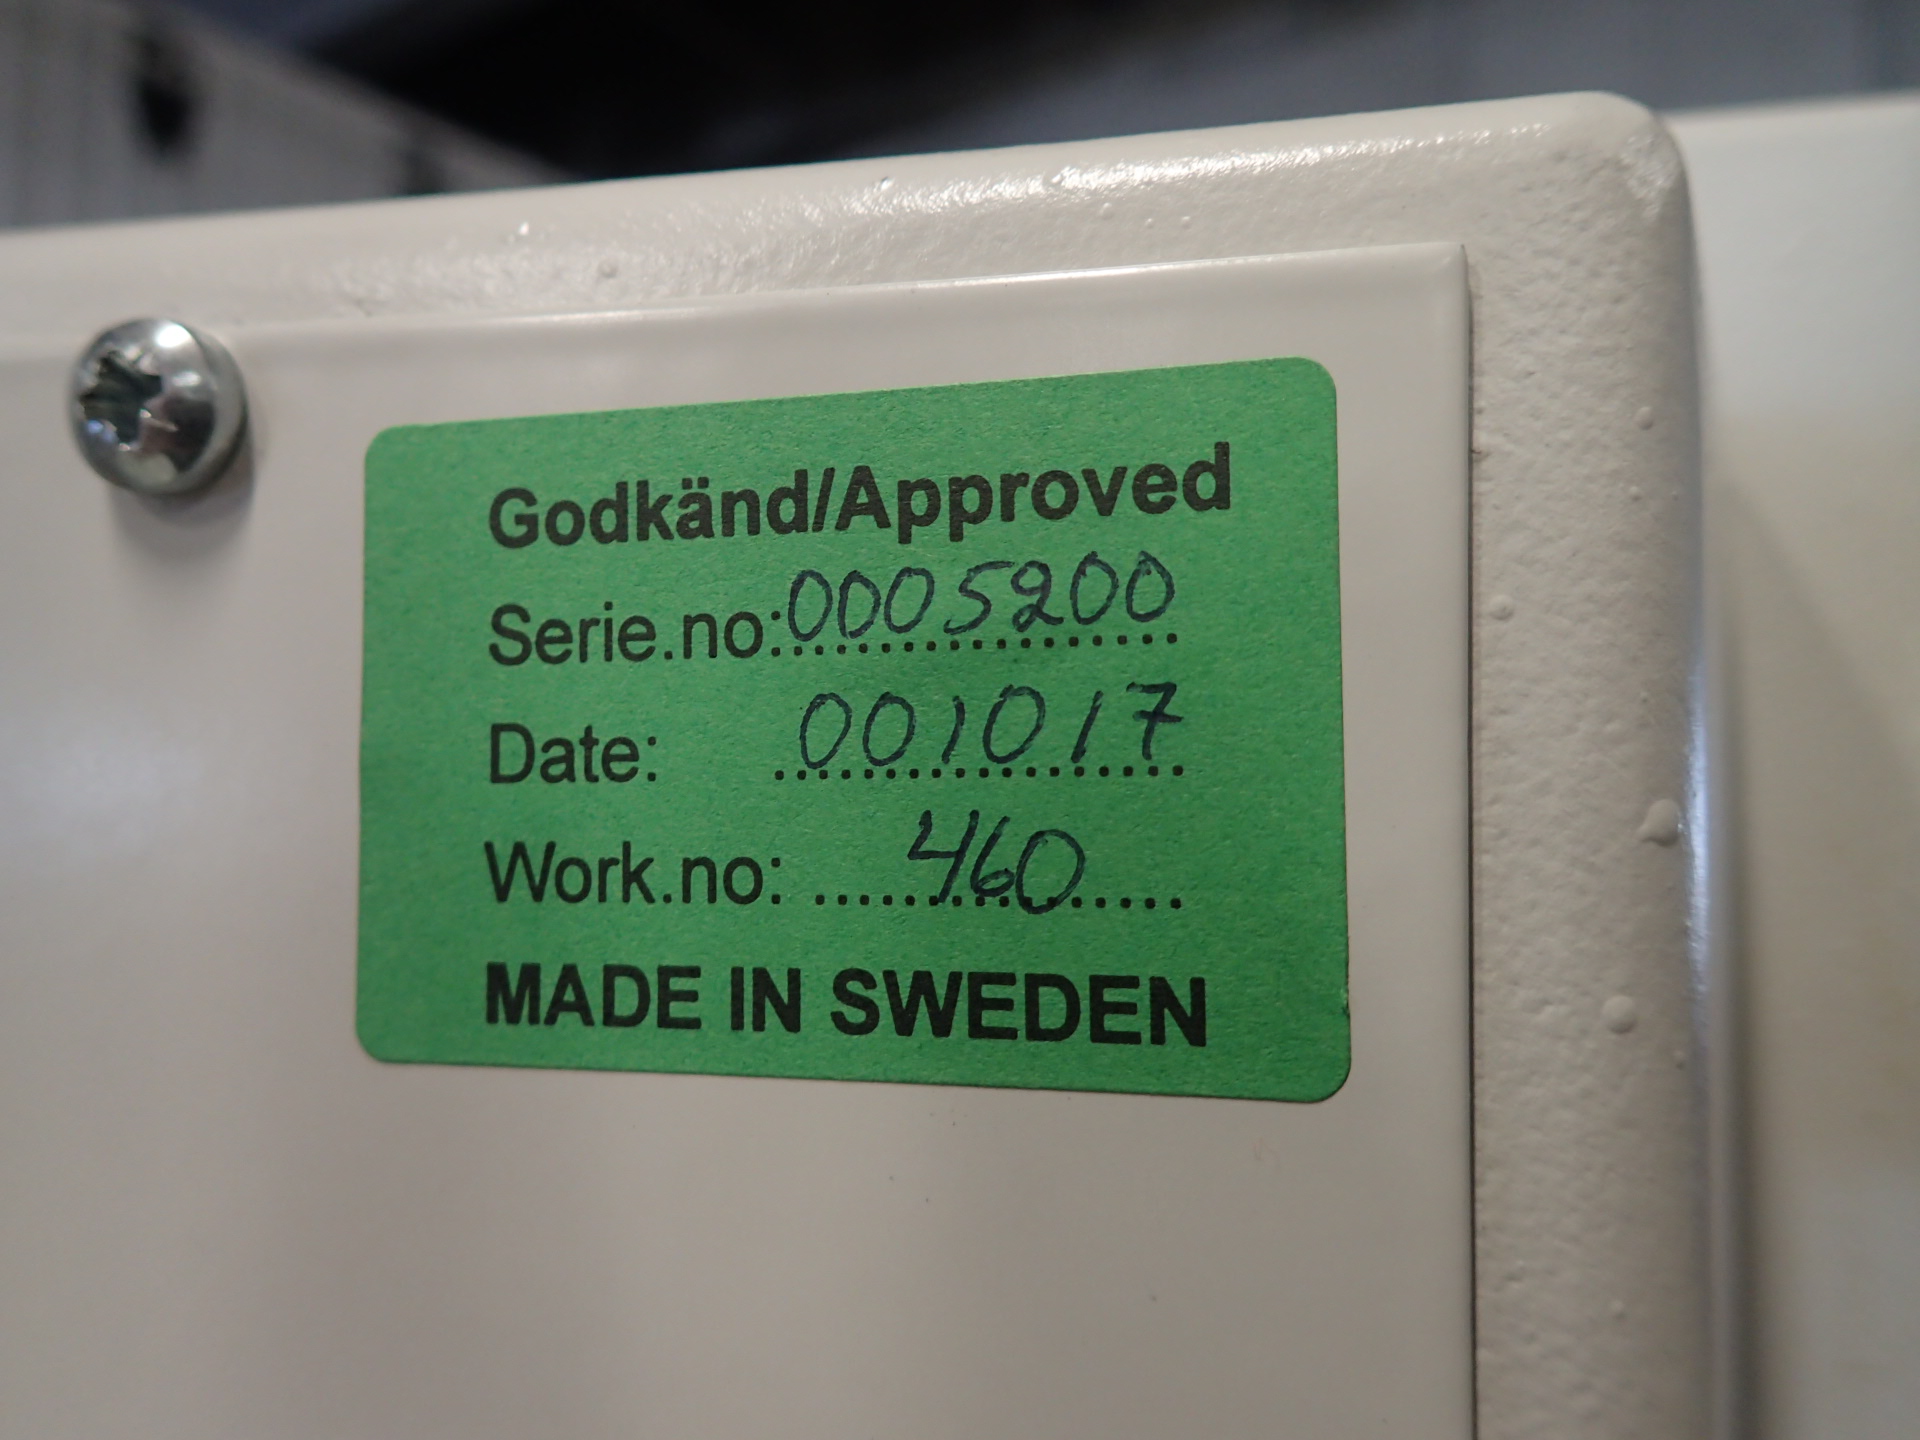 Godkänd/Approved
Serie.no: 0005200
Date: 001017
Work.no: 460
MADE IN SWEDEN